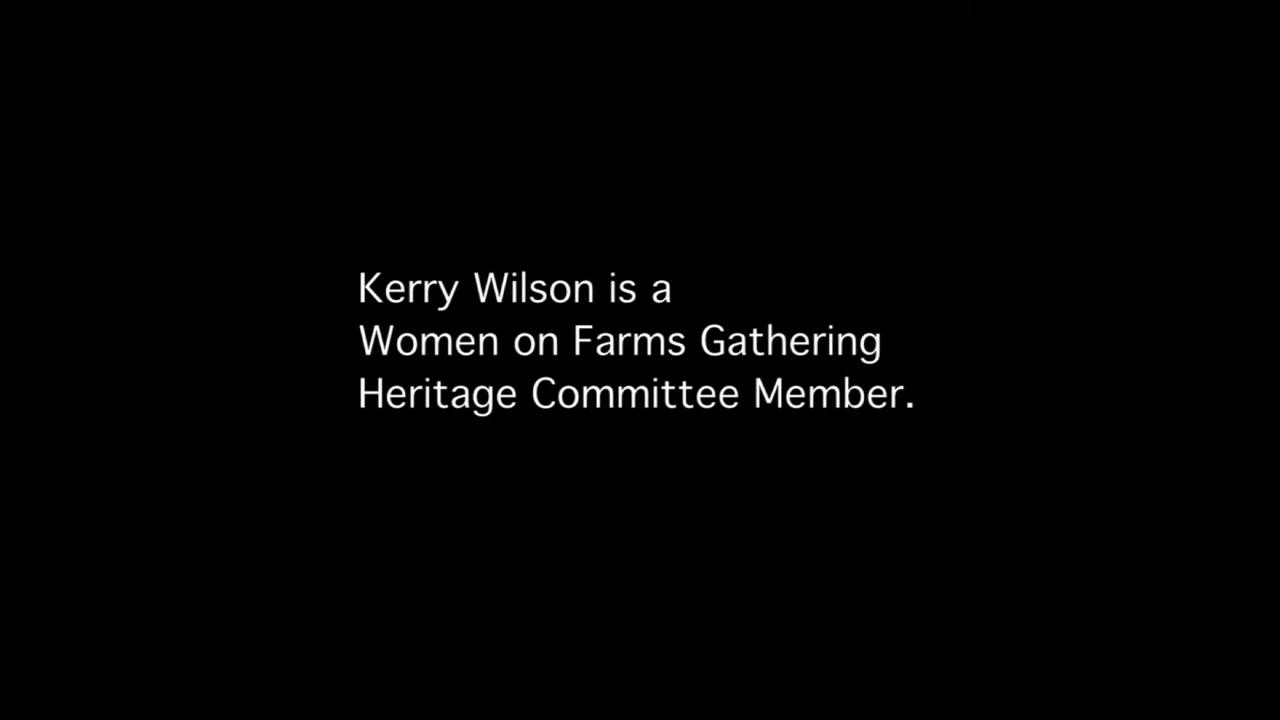 Kerry Wilson is a
Women on Farms Gathering
Heritage Committee Member.